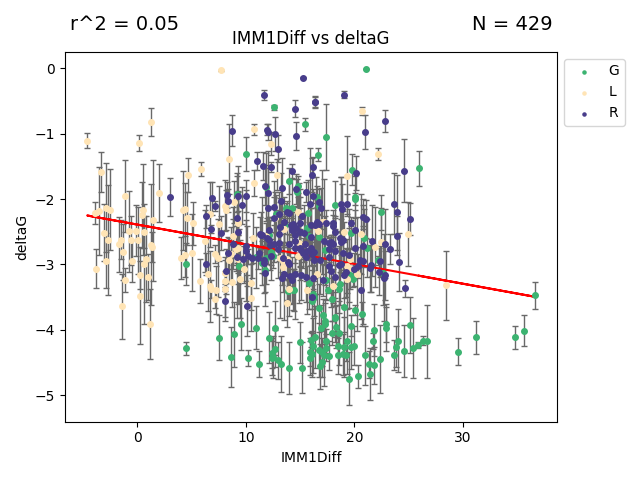 r^2 = 0.05 N = 429
IMM1Diff vs deltaG
G
L
R
0
−1
−2
−3
−4
−5
deltaG
0 10 20 30
IMM1Diff